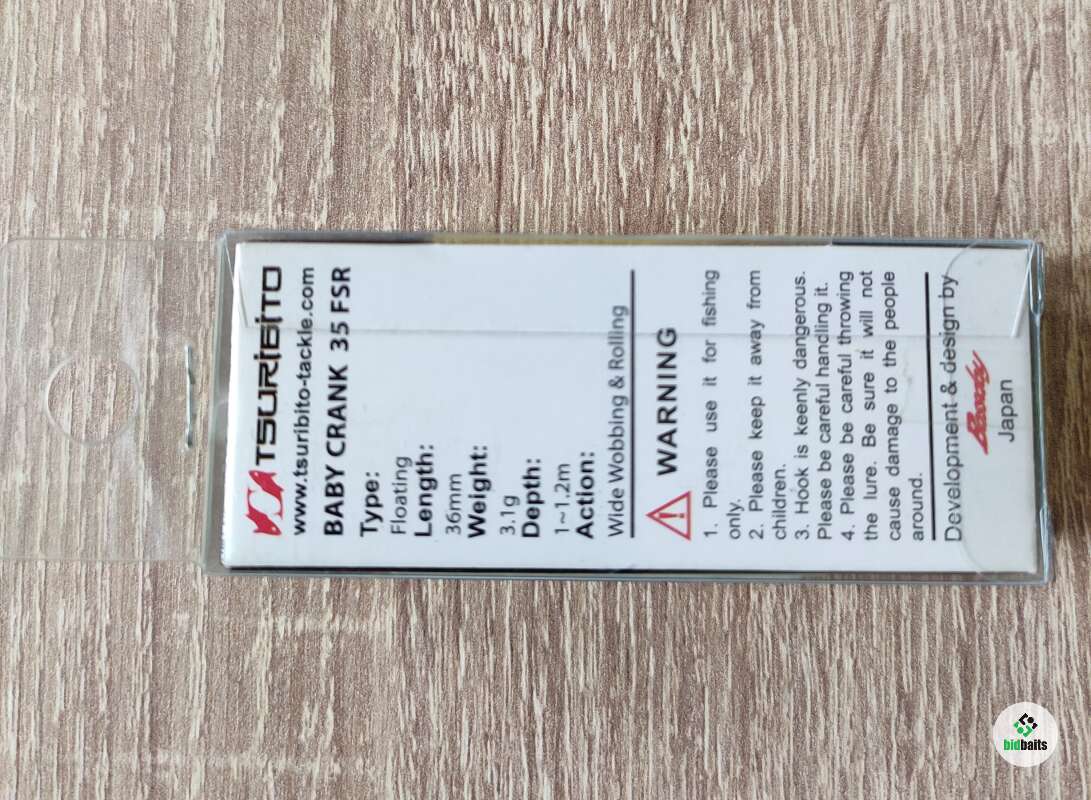 TSURIBITO
www.tsuribito-tackle.com
BABY CRANK 35 FSR
Type:
Floating
Length:
36mm
Weight:
3.1g
Depth:
1~1.2m
Action:
Wide Wobbing & Rolling
WARNING
1. Please use it for fishing
only.
2. Please keep it away from
children.
3. Hook is keenly dangerous.
Please be careful handling it.
4. Please be careful throwing
the lure. Be sure it will not
cause damage to the people
around.
Development & design by
Japan
bidbaits